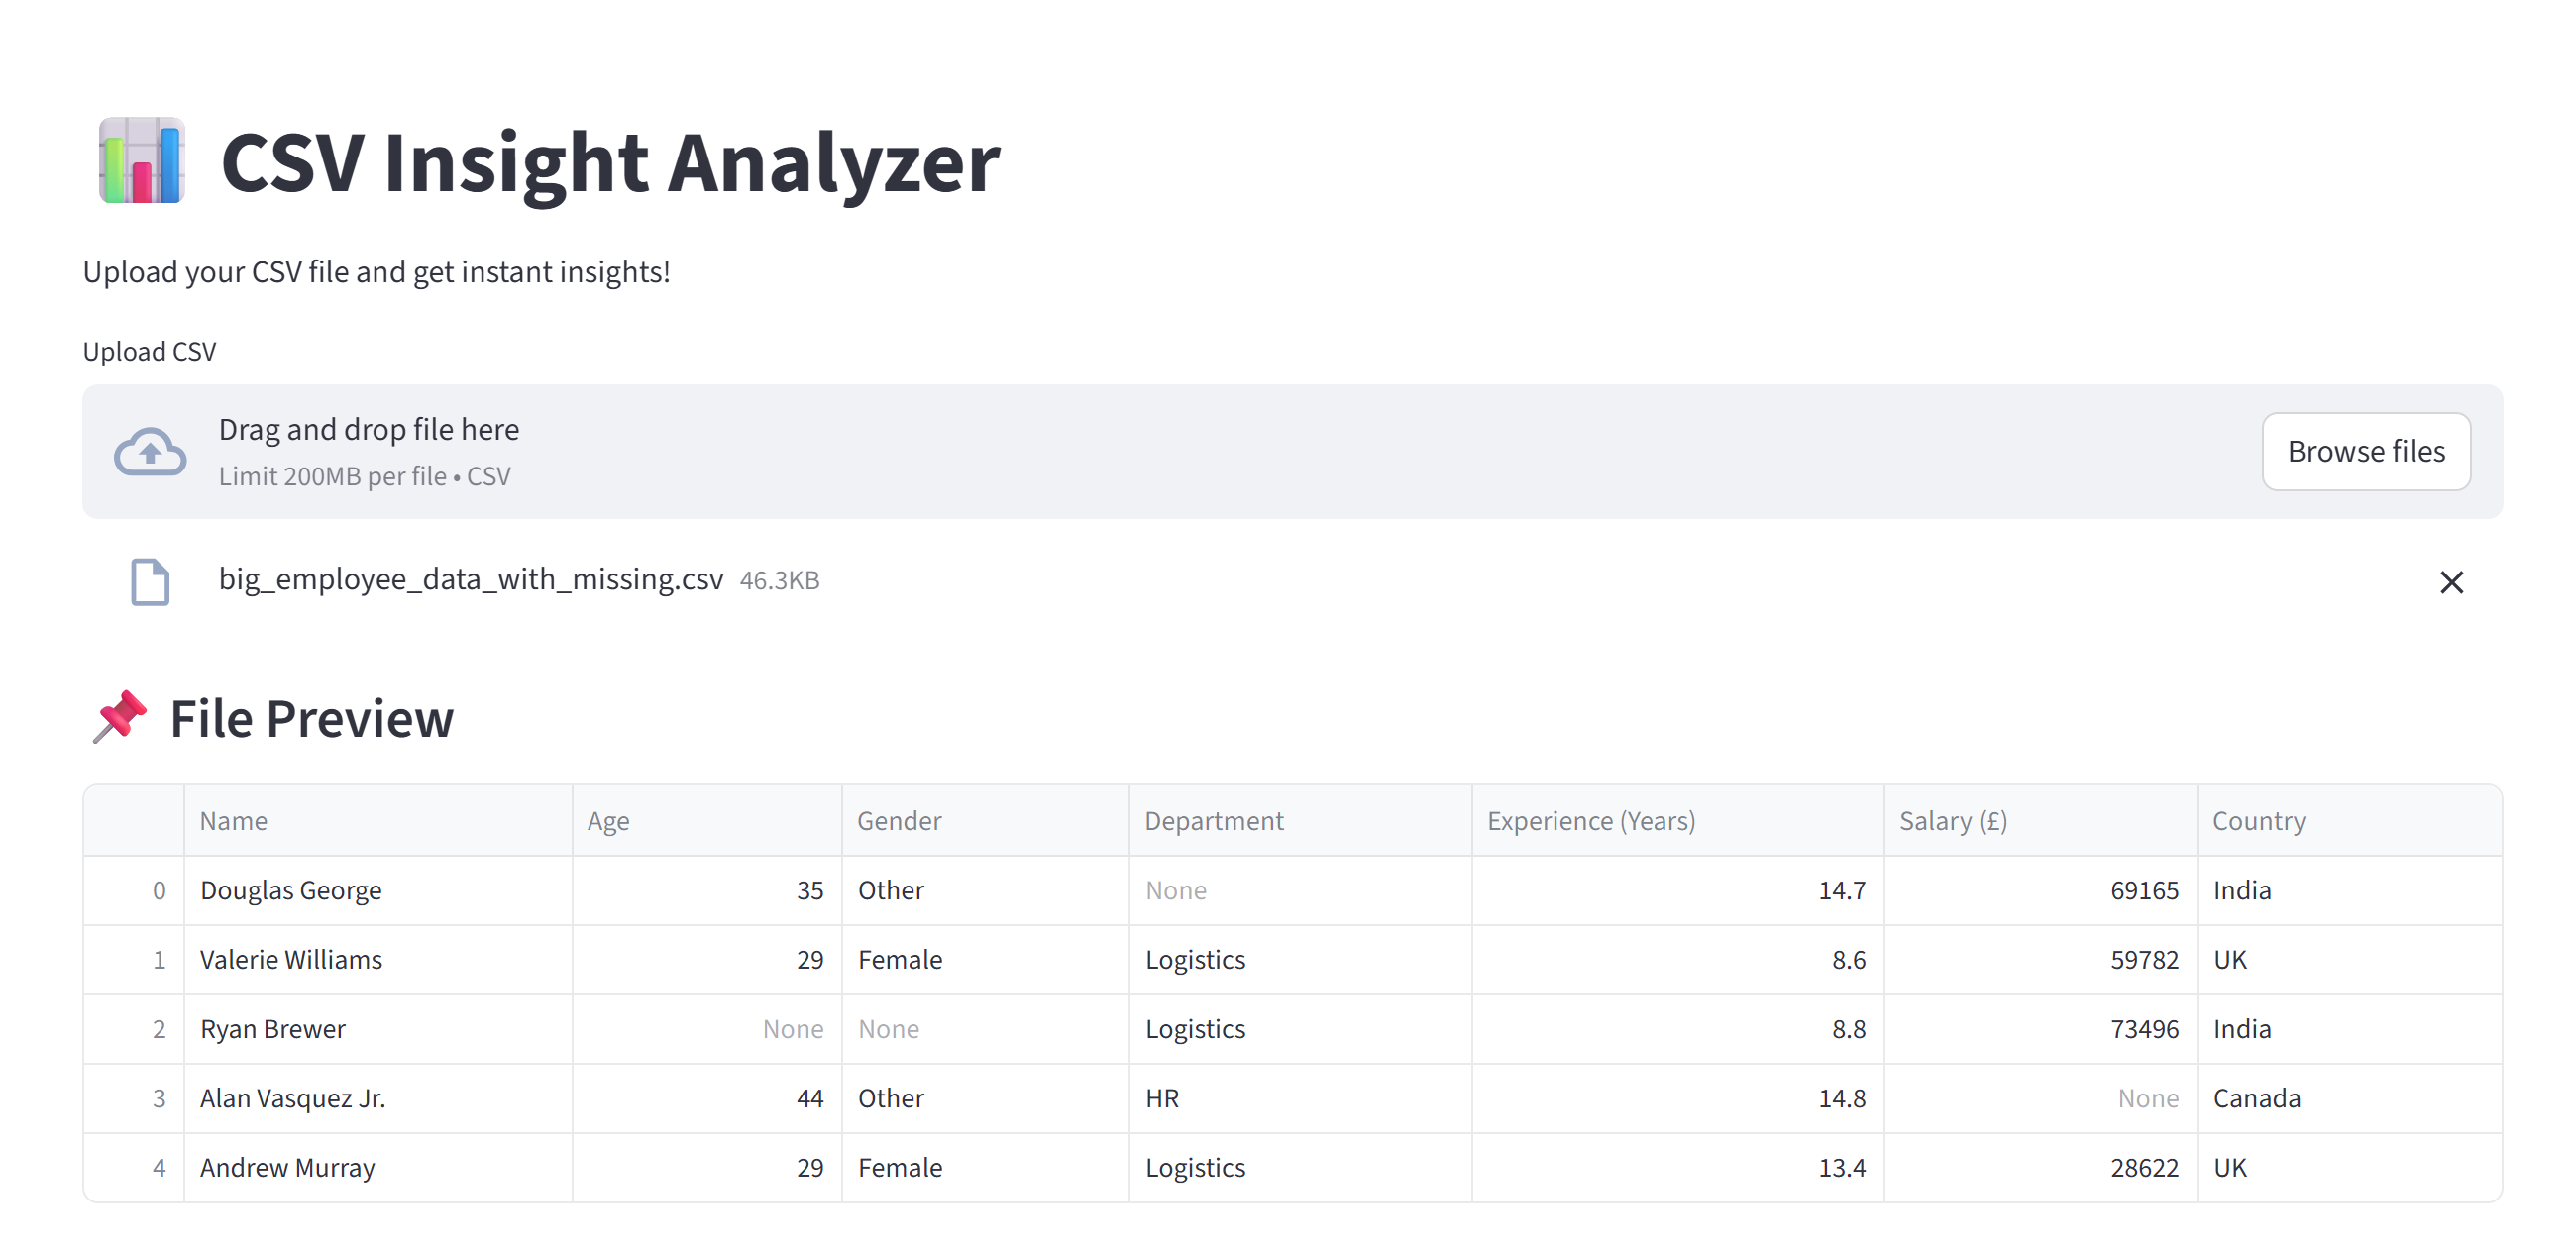 CSV Insight Analyzer
Upload your CSV file and get instant insights!
Upload CSV
Drag and drop file here
Limit 200MB per file • CSV
Browse files
big_employee_data_with_missing.csv 46.3KB
File Preview
Name Age Gender Department Experience (Years) Salary (£) Country
0 Douglas George 35 Other None 14.7 69165 India
1 Valerie Williams 29 Female Logistics 8.6 59782 UK
2 Ryan Brewer None None Logistics 8.8 73496 India
3 Alan Vasquez Jr. 44 Other HR 14.8 None Canada
4 Andrew Murray 29 Female Logistics 13.4 28622 UK